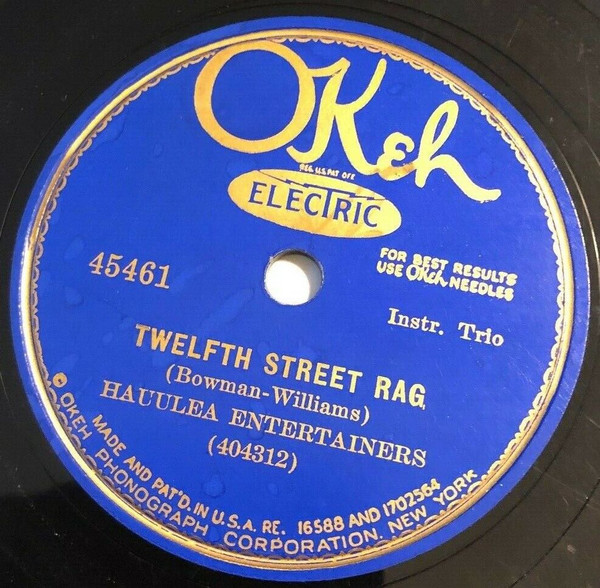 OKeh
REG. U.S. PAT. OFF.
ELECTRIC
45461
FOR BEST RESULTS
USE OKeh NEEDLES
Instr. Trio
TWELFTH STREET RAG
(Bowman-Williams)
HAUULEA ENTERTAINERS
(404312)
MADE AND PAT'D. IN U.S.A. RE. 16588 AND 1702564
© OKEH PHONOGRAPH CORPORATION, NEW YORK